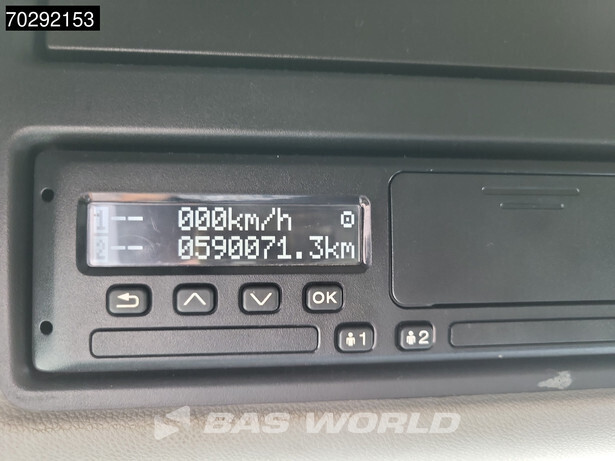 70292153
1 -- 000km/h
2 -- 0590071.3km
OK
1 2
BAS WORLD